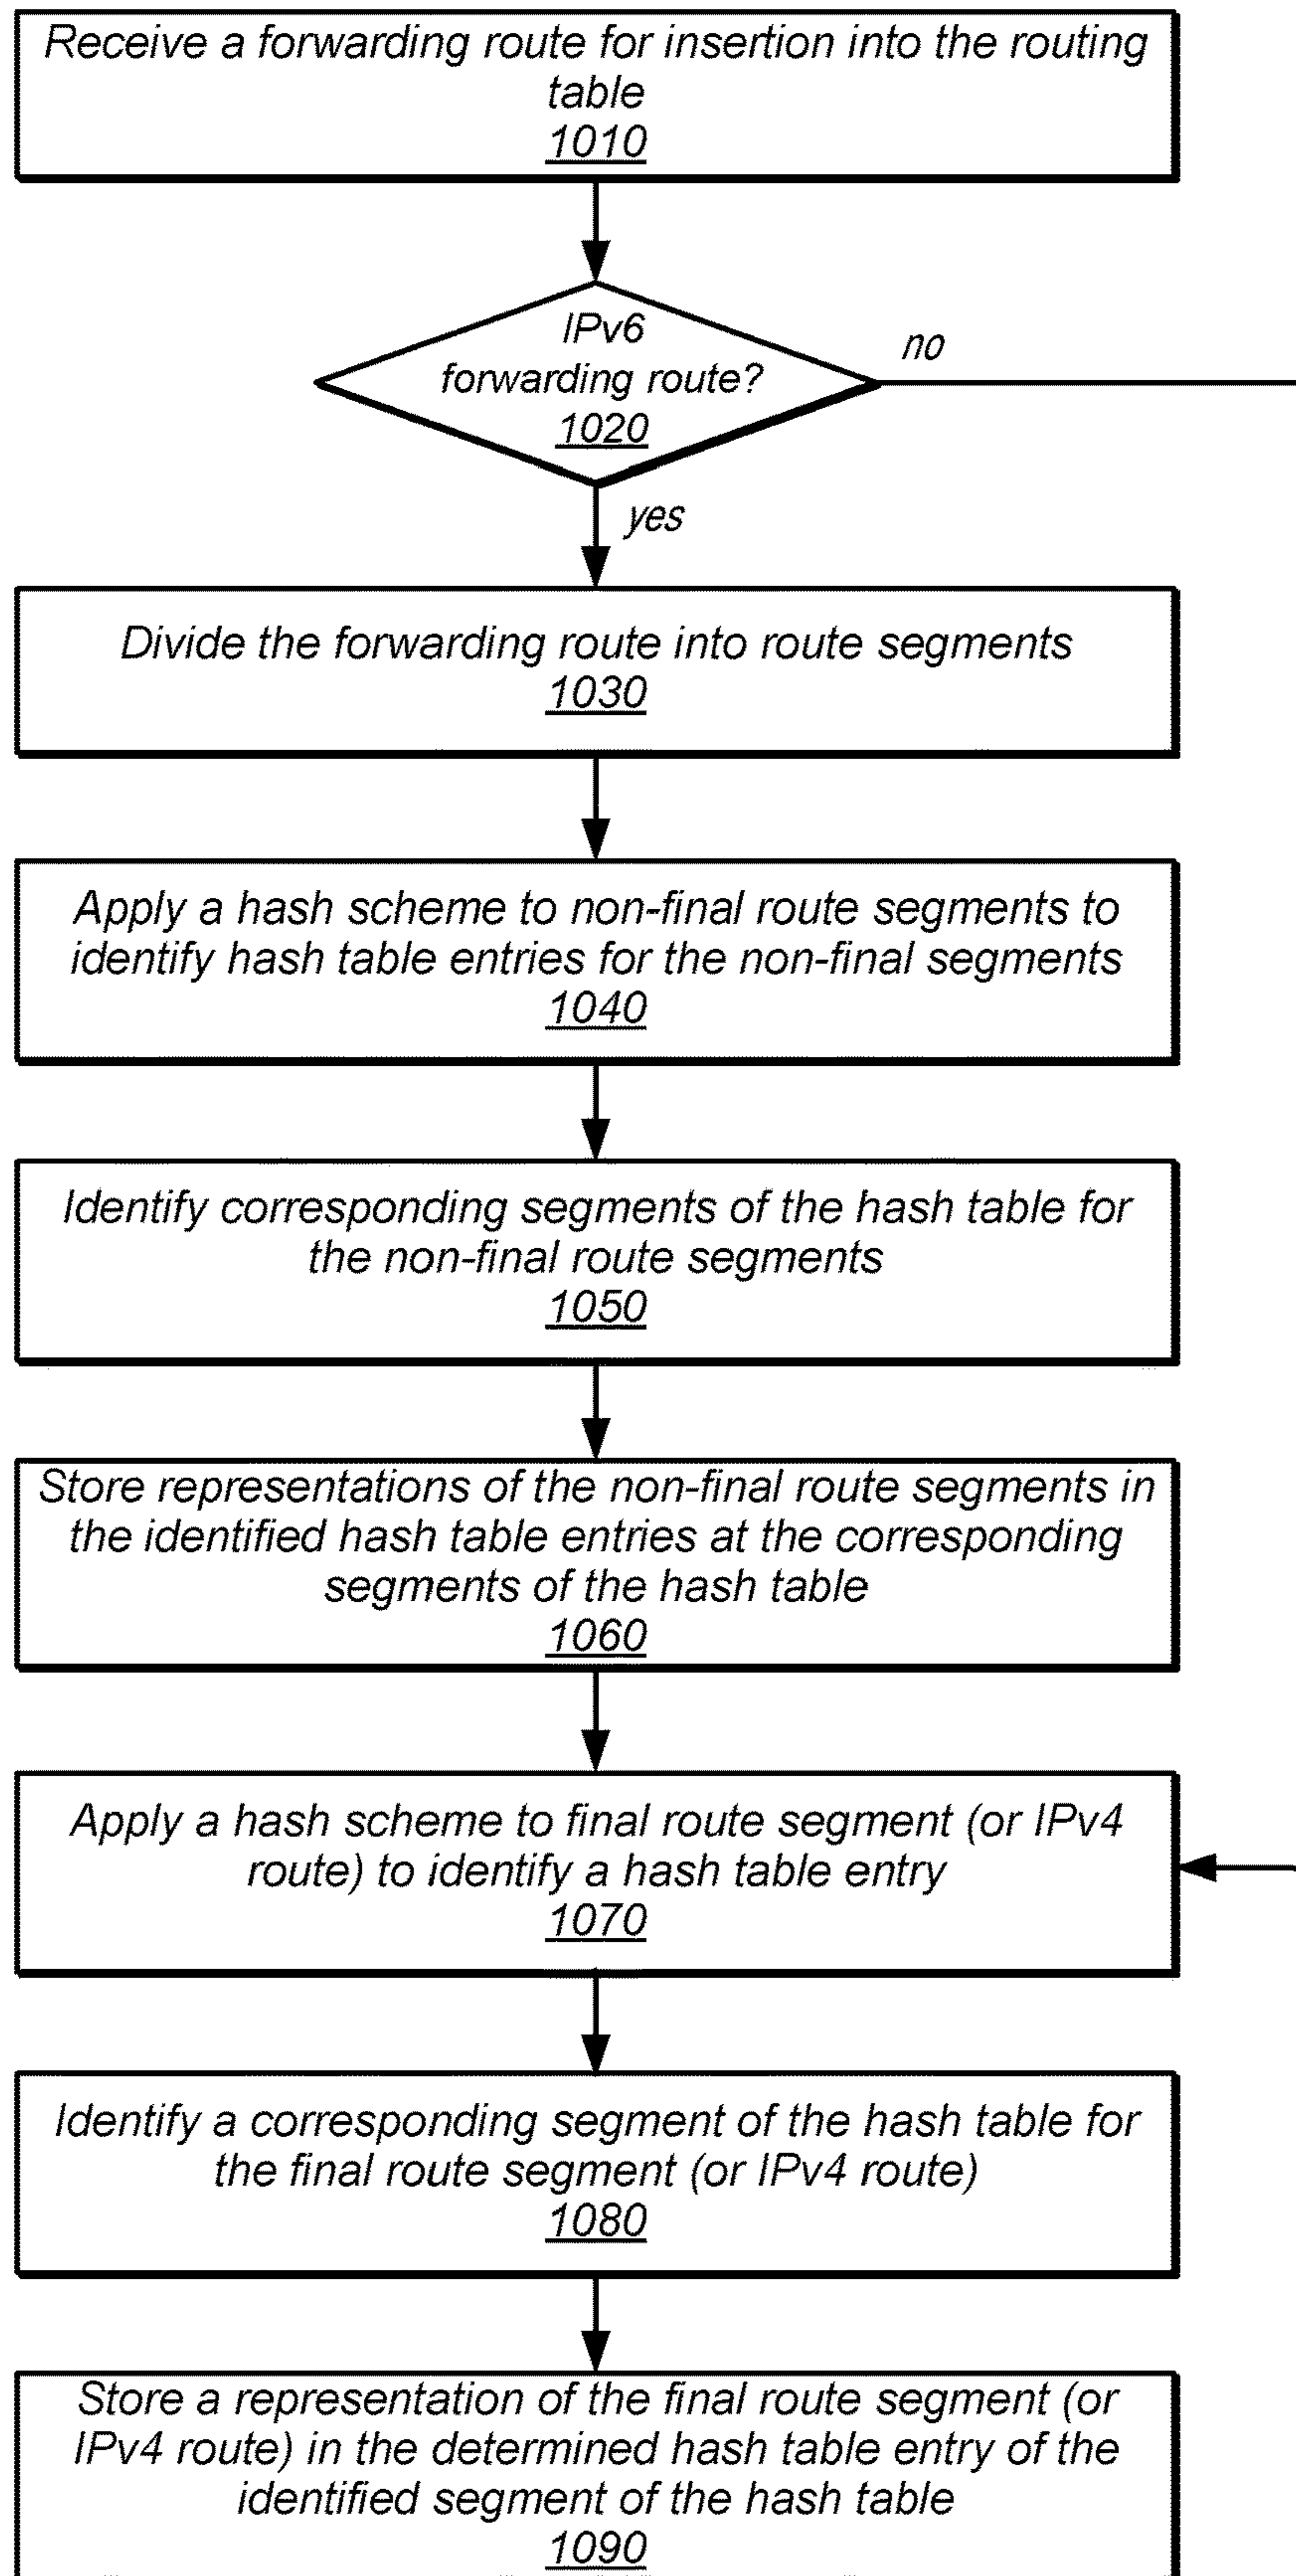 Receive a forwarding route for insertion into the routing
table
1010
IPv6
forwarding route?
1020
no
yes
Divide the forwarding route into route segments
1030
Apply a hash scheme to non-final route segments to
identify hash table entries for the non-final segments
1040
Identify corresponding segments of the hash table for
the non-final route segments
1050
Store representations of the non-final route segments in
the identified hash table entries at the corresponding
segments of the hash table
1060
Apply a hash scheme to final route segment (or IPv4
route) to identify a hash table entry
1070
Identify a corresponding segment of the hash table for
the final route segment (or IPv4 route)
1080
Store a representation of the final route segment (or
IPv4 route) in the determined hash table entry of the
identified segment of the hash table
1090